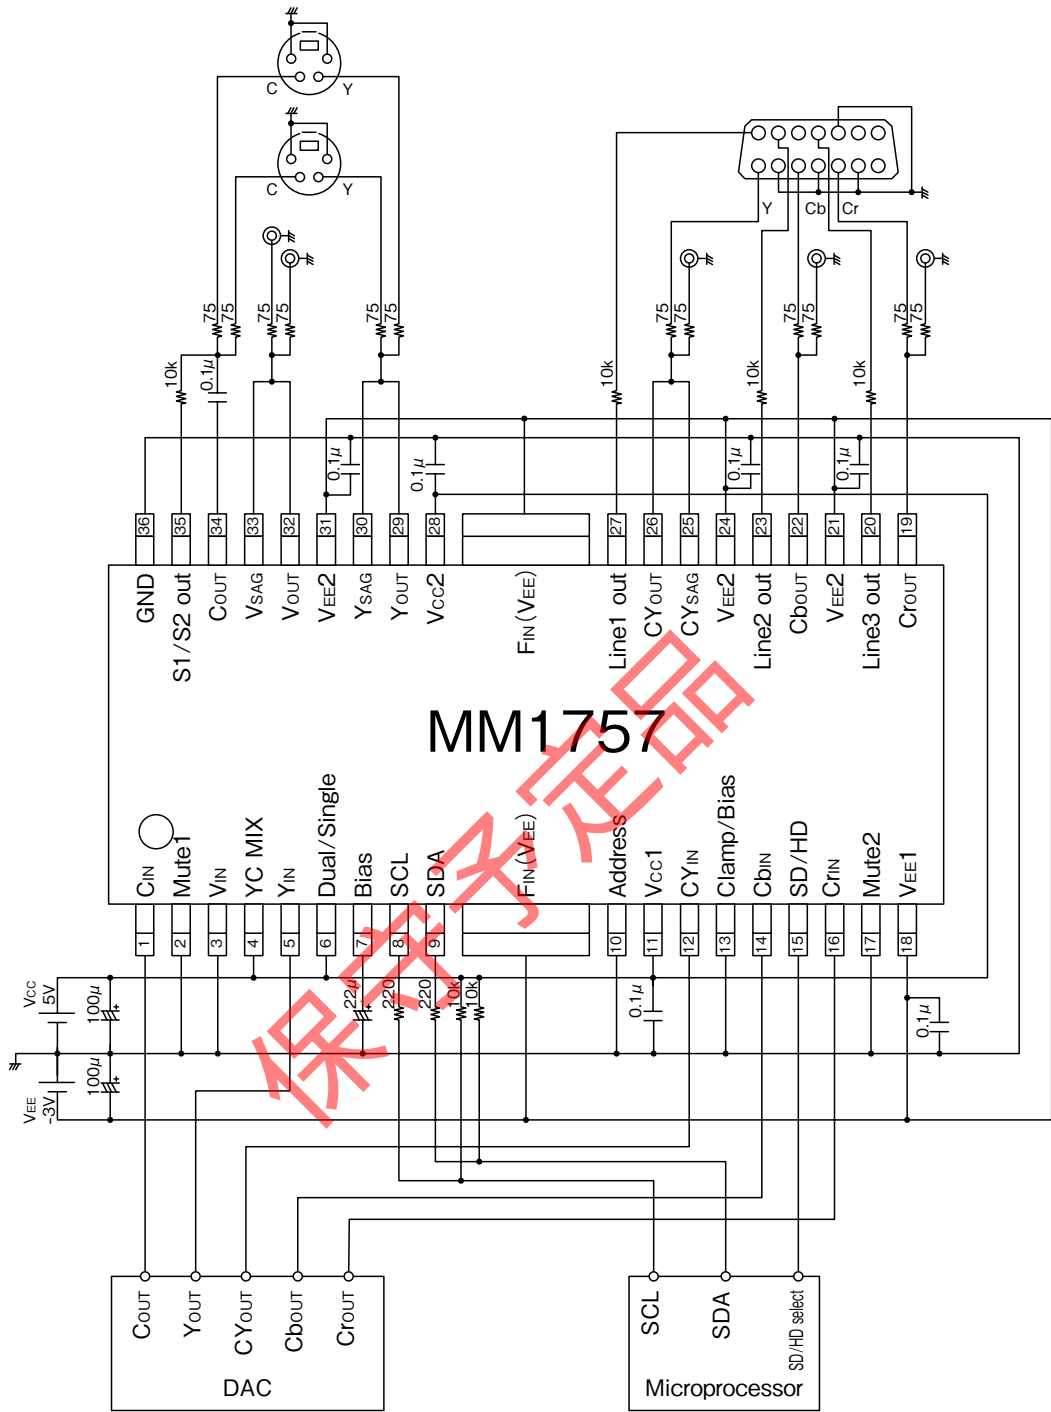 C
Y
C
Y
Y
Cb
Cr
75
75
75
75
75
75
75
75
75
75
75
75
10k
0.1μ
10k
10k
10k
0.1μ
0.1μ
0.1μ
0.1μ
36
35
34
33
32
31
30
29
28
27
26
25
24
23
22
21
20
19
GND
S1/S2 out
COUT
VSAG
VOUT
VEE2
YSAG
YOUT
VCC2
FIN(VEE)
Line1 out
CYOUT
CYSAG
VEE2
Line2 out
CbOUT
VEE2
Line3 out
CrOUT
MM1757
保守予定品
CIN
Mute1
VIN
YC MIX
YIN
Dual/Single
Bias
SCL
SDA
FIN(VEE)
Address
VCC1
CYIN
Clamp/Bias
CbIN
SD/HD
CrIN
Mute2
VEE1
1
2
3
4
5
6
7
8
9
10
11
12
13
14
15
16
17
18
VCC
5V
100μ
+
22μ
+
220
220
10k
10k
0.1μ
0.1μ
VEE
-3V
100μ
+
COUT
YOUT
CYOUT
CbOUT
CrOUT
DAC
SCL
SDA
SD/HD select
Microprocessor